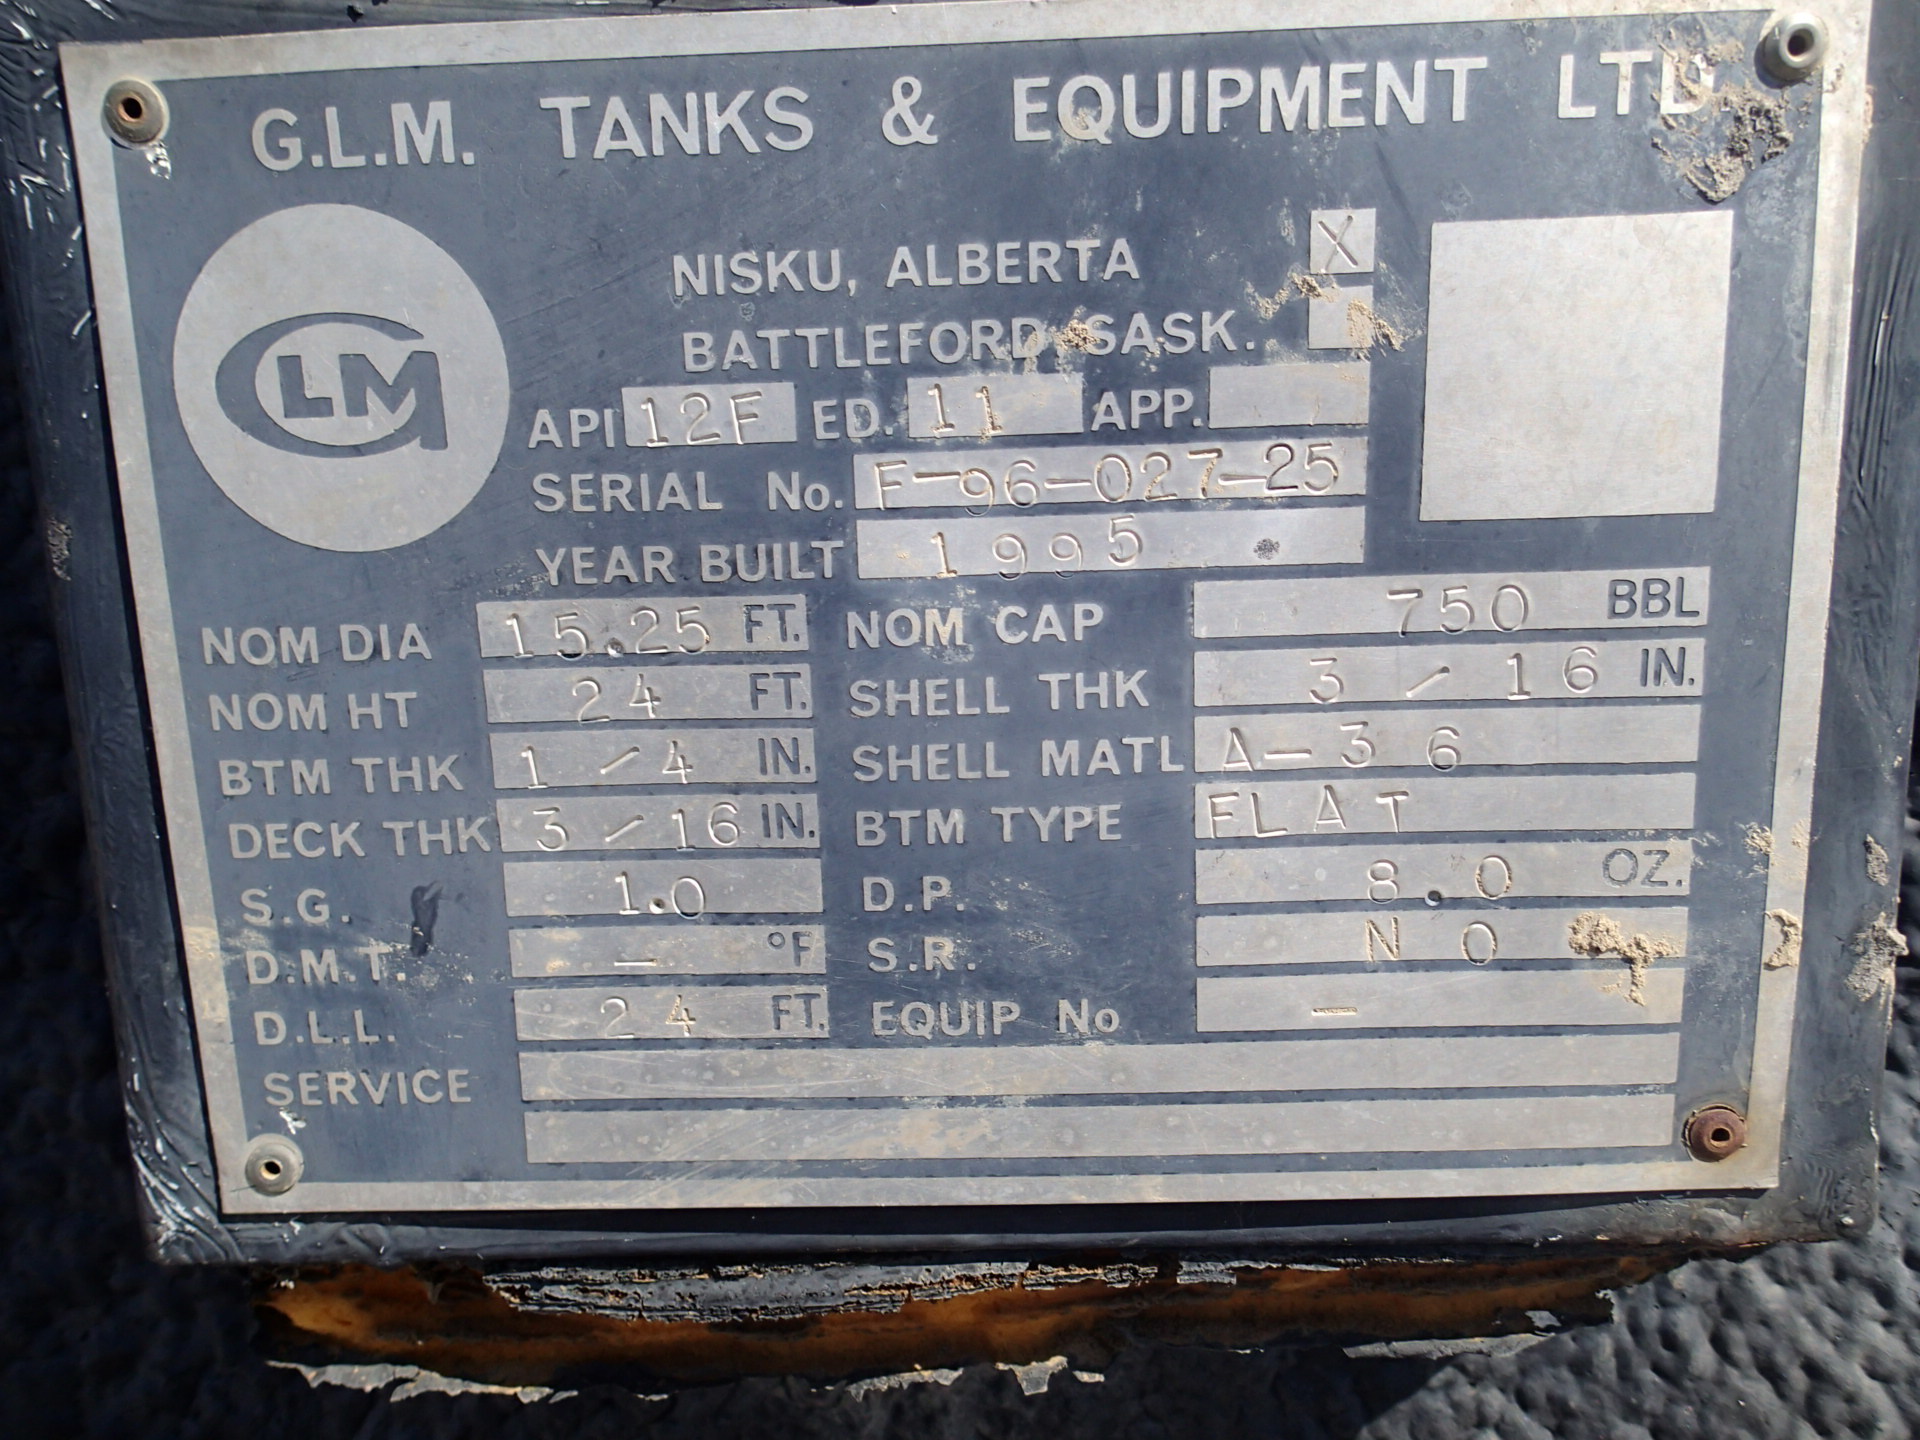 G.L.M. TANKS & EQUIPMENT LTD
GLM
NISKU, ALBERTA X
BATTLEFORD, SASK.
API 12F ED. 11 APP.
SERIAL No. F-96-027-25
YEAR BUILT 1995
NOM DIA 15.25 FT. NOM CAP 750 BBL
NOM HT 24 FT. SHELL THK 3/16 IN.
BTM THK 1/4 IN. SHELL MATL A-36
DECK THK 3/16 IN. BTM TYPE FLAT
S.G. 1.0 D.P. 8.0 OZ.
D.M.T. - °F S.R. NO
D.L.L. 24 FT. EQUIP No -
SERVICE